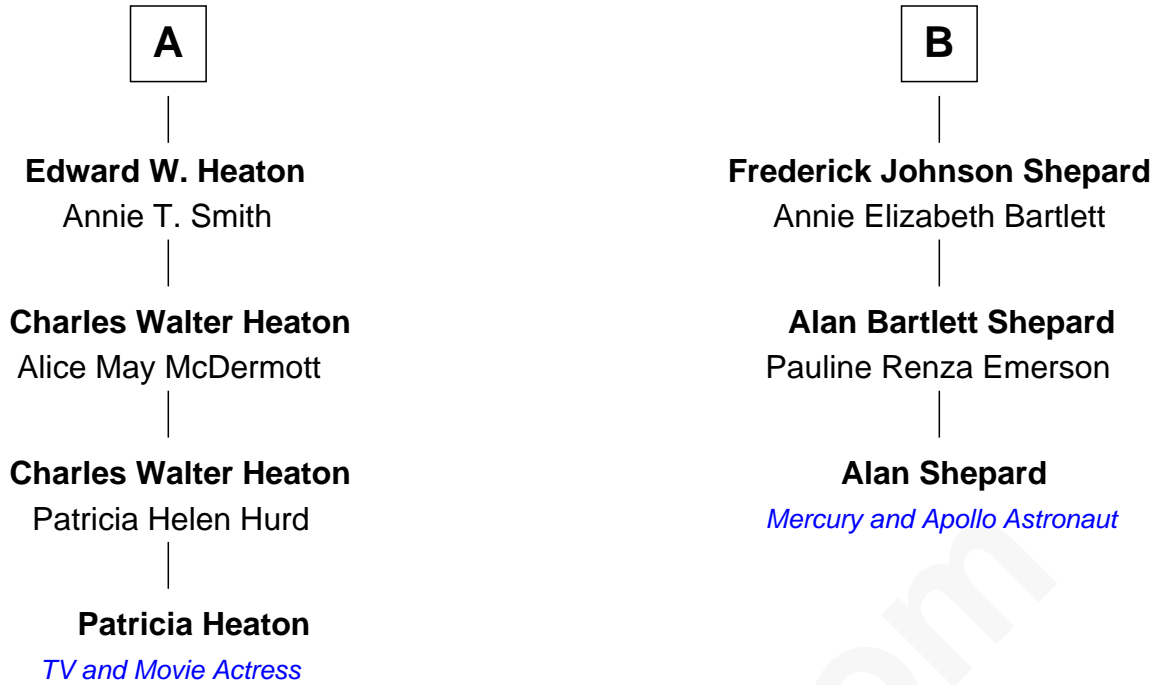 A
Edward W. Heaton
Annie T. Smith
Charles Walter Heaton
Alice May McDermott
Charles Walter Heaton
Patricia Helen Hurd
Patricia Heaton
TV and Movie Actress
B
Frederick Johnson Shepard
Annie Elizabeth Bartlett
Alan Bartlett Shepard
Pauline Renza Emerson
Alan Shepard
Mercury and Apollo Astronaut
om